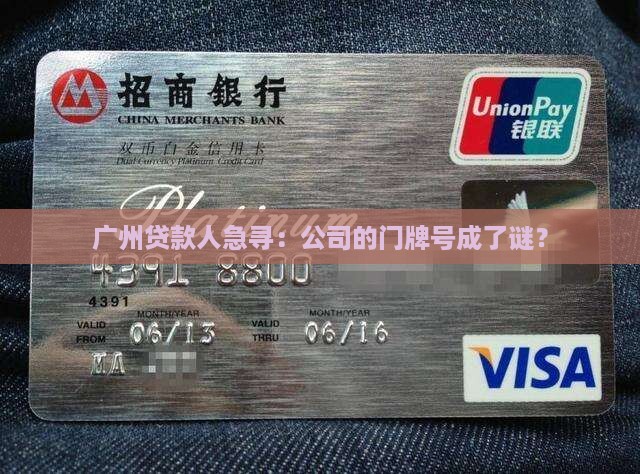 招商银行
CHINA MERCHANTS BANK
双币白金信用卡
Dual Currency Platinum Credit Card
UnionPay
银联
Platinum
广州贷款人急寻：公司的门牌号成了谜？
4391 8800
4391
MONTH/YEAR MONTH/YEAR
VALID FROM 06/13 VALID THRU 06/16
MA
VISA